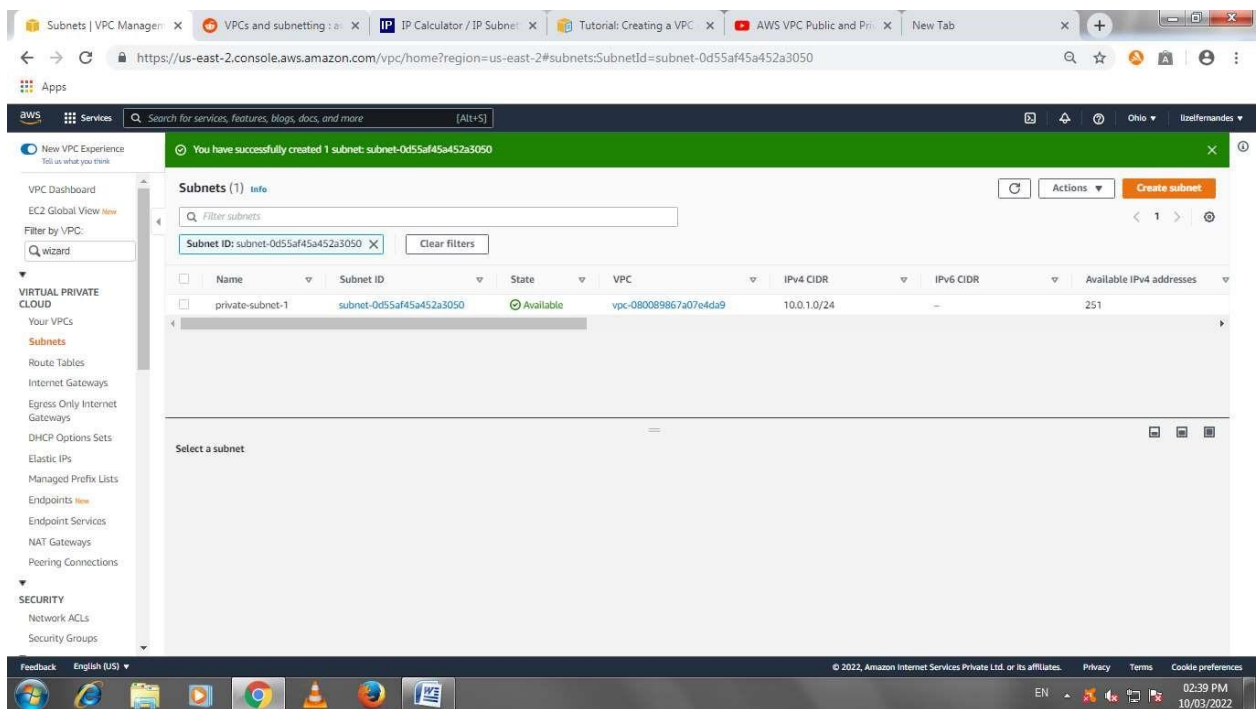 Subnets | VPC Managem
VPCs and subnetting : a
IP Calculator / IP Subnet
Tutorial: Creating a VPC
AWS VPC Public and Pri
New Tab
https://us-east-2.console.aws.amazon.com/vpc/home?region=us-east-2#subnets:SubnetId=subnet-0d55af45a452a3050
Apps
aws
Services
Search for services, features, blogs, docs, and more
[Alt+S]
Ohio
lizelfernandes
New VPC Experience
Tell us what you think
You have successfully created 1 subnet: subnet-0d55af45a452a3050
VPC Dashboard
EC2 Global View New
Filter by VPC:
wizard
VIRTUAL PRIVATE
CLOUD
Your VPCs
Subnets
Route Tables
Internet Gateways
Egress Only Internet
Gateways
DHCP Options Sets
Elastic IPs
Managed Prefix Lists
Endpoints New
Endpoint Services
NAT Gateways
Peering Connections
SECURITY
Network ACLs
Security Groups
Subnets (1) Info
Actions
Create subnet
Filter subnets
1
Subnet ID: subnet-0d55af45a452a3050
Clear filters
Name Subnet ID State VPC IPv4 CIDR IPv6 CIDR Available IPv4 addresses
private-subnet-1 subnet-0d55af45a452a3050 Available vpc-080089867a07e4da9 10.0.1.0/24 – 251
Select a subnet
Feedback English (US) © 2022, Amazon Internet Services Private Ltd. or its affiliates. Privacy Terms Cookie preferences
EN
02:39 PM
10/03/2022